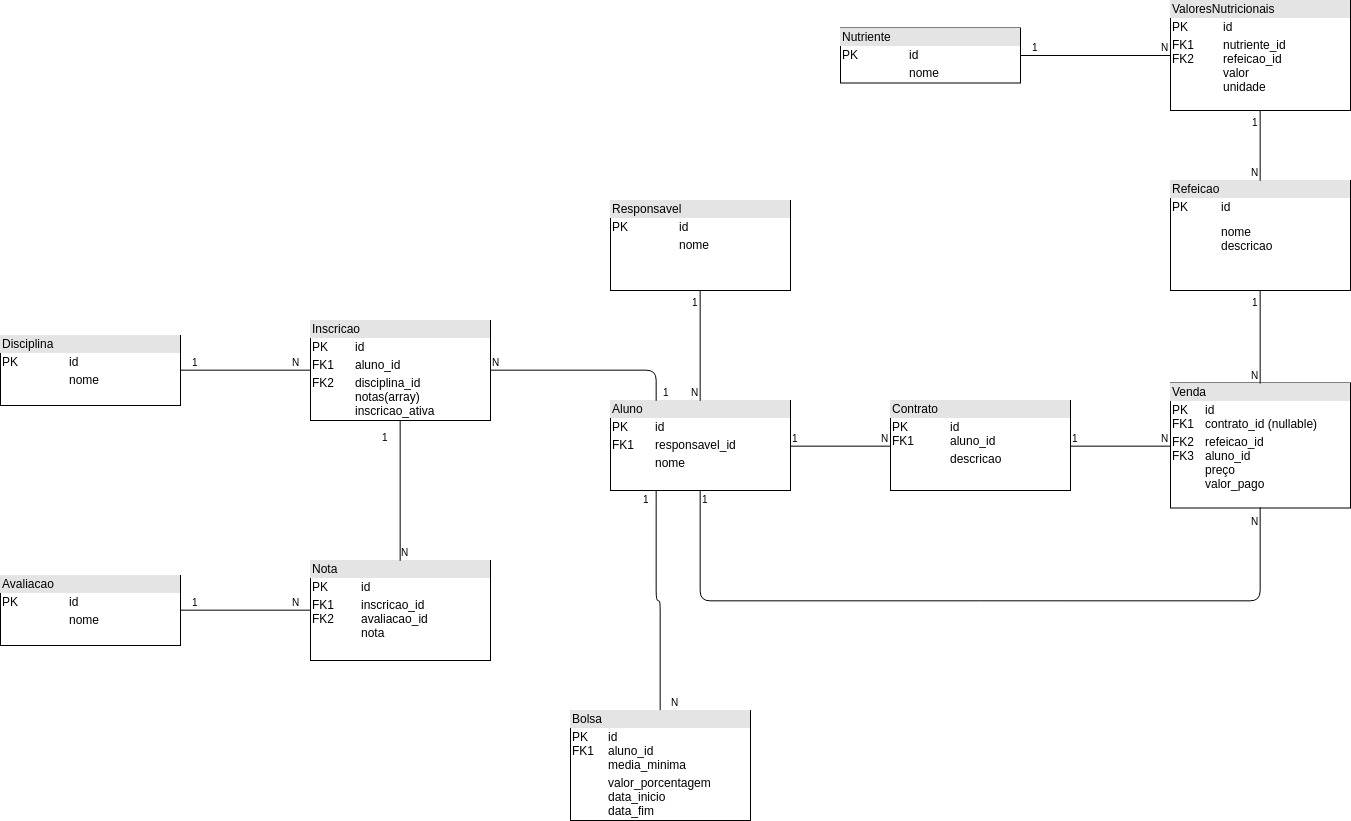 ValoresNutricionais
PK id
FK1 nutriente_id
FK2 refeicao_id
valor
unidade
Nutriente
PK id
nome
1 N
1
N
Refeicao
PK id
nome
descricao
1
N
Responsavel
PK id
nome
1
N
Disciplina
PK id
nome
1 N
Inscricao
PK id
FK1 aluno_id
FK2 disciplina_id
notas(array)
inscricao_ativa
N
1
1
N
Aluno
PK id
FK1 responsavel_id
nome
1 N
Contrato
PK id
FK1 aluno_id
descricao
1 N
Venda
PK id
FK1 contrato_id (nullable)
FK2 refeicao_id
FK3 aluno_id
preço
valor_pago
1 1
N
Avaliacao
PK id
nome
1 N
Nota
PK id
FK1 inscricao_id
FK2 avaliacao_id
nota
N
Bolsa
PK id
FK1 aluno_id
media_minima
valor_porcentagem
data_inicio
data_fim